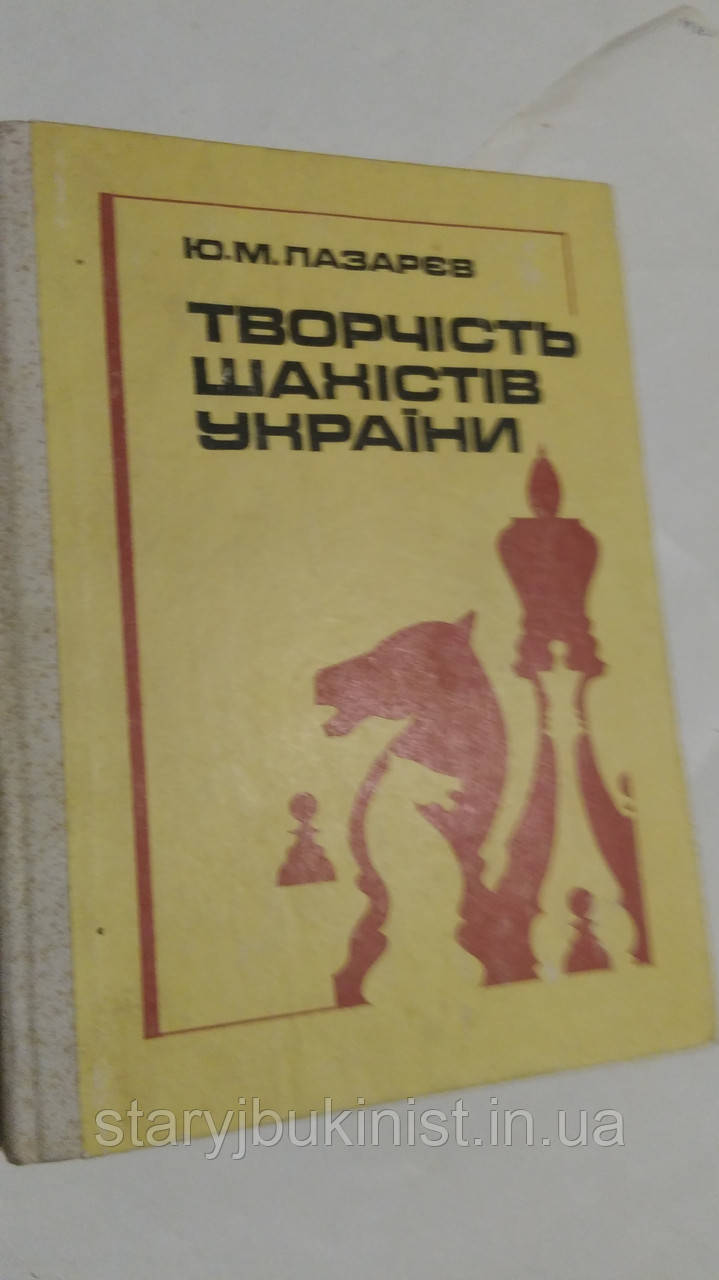 Ю.М.ЛАЗАРЄВ
ТВОРЧІСТЬ
ШАХІСТІВ
УКРАЇНИ
staryjbukinist.in.ua